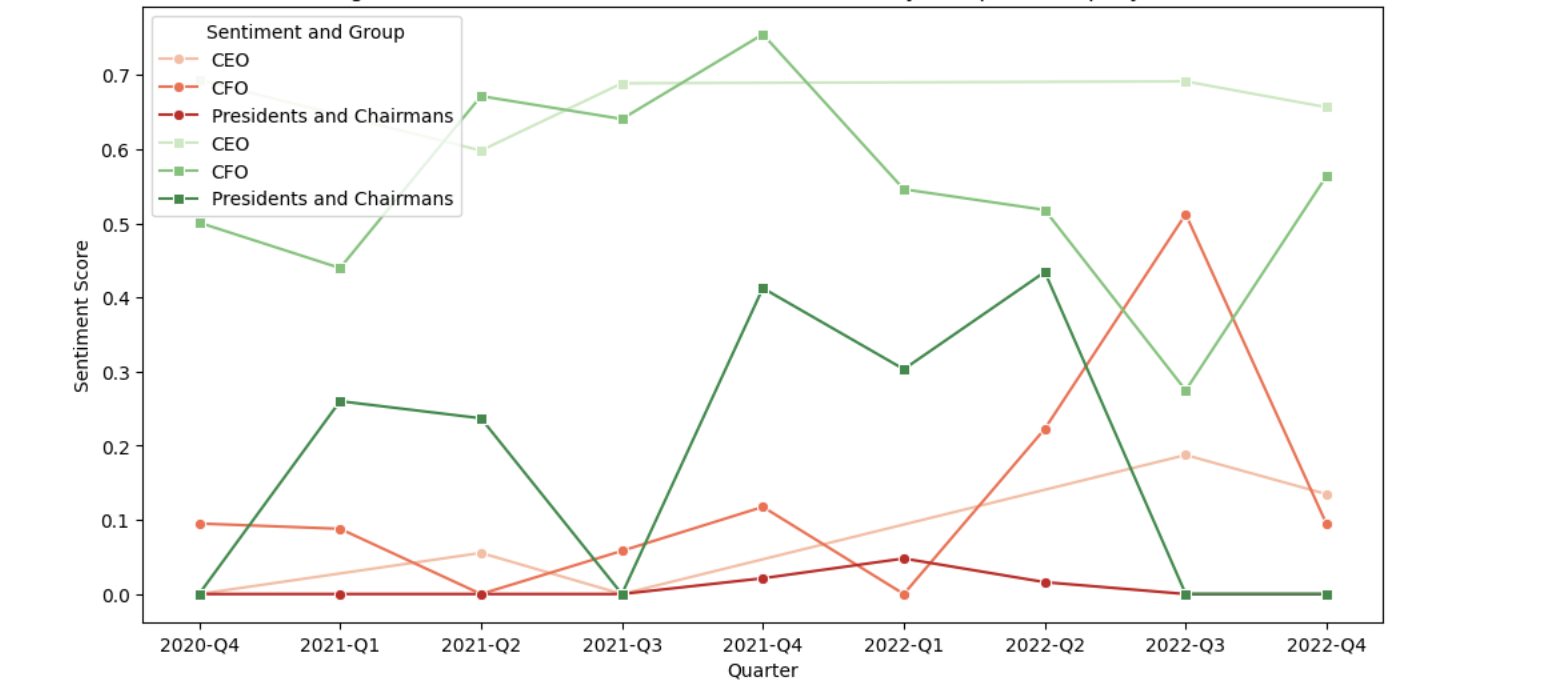 Sentiment and Group
CEO
CFO
Presidents and Chairmans
CEO
CFO
Presidents and Chairmans
0.7
0.6
0.5
0.4
0.3
0.2
0.1
0.0
Sentiment Score
2020-Q4 2021-Q1 2021-Q2 2021-Q3 2021-Q4 2022-Q1 2022-Q2 2022-Q3 2022-Q4
Quarter